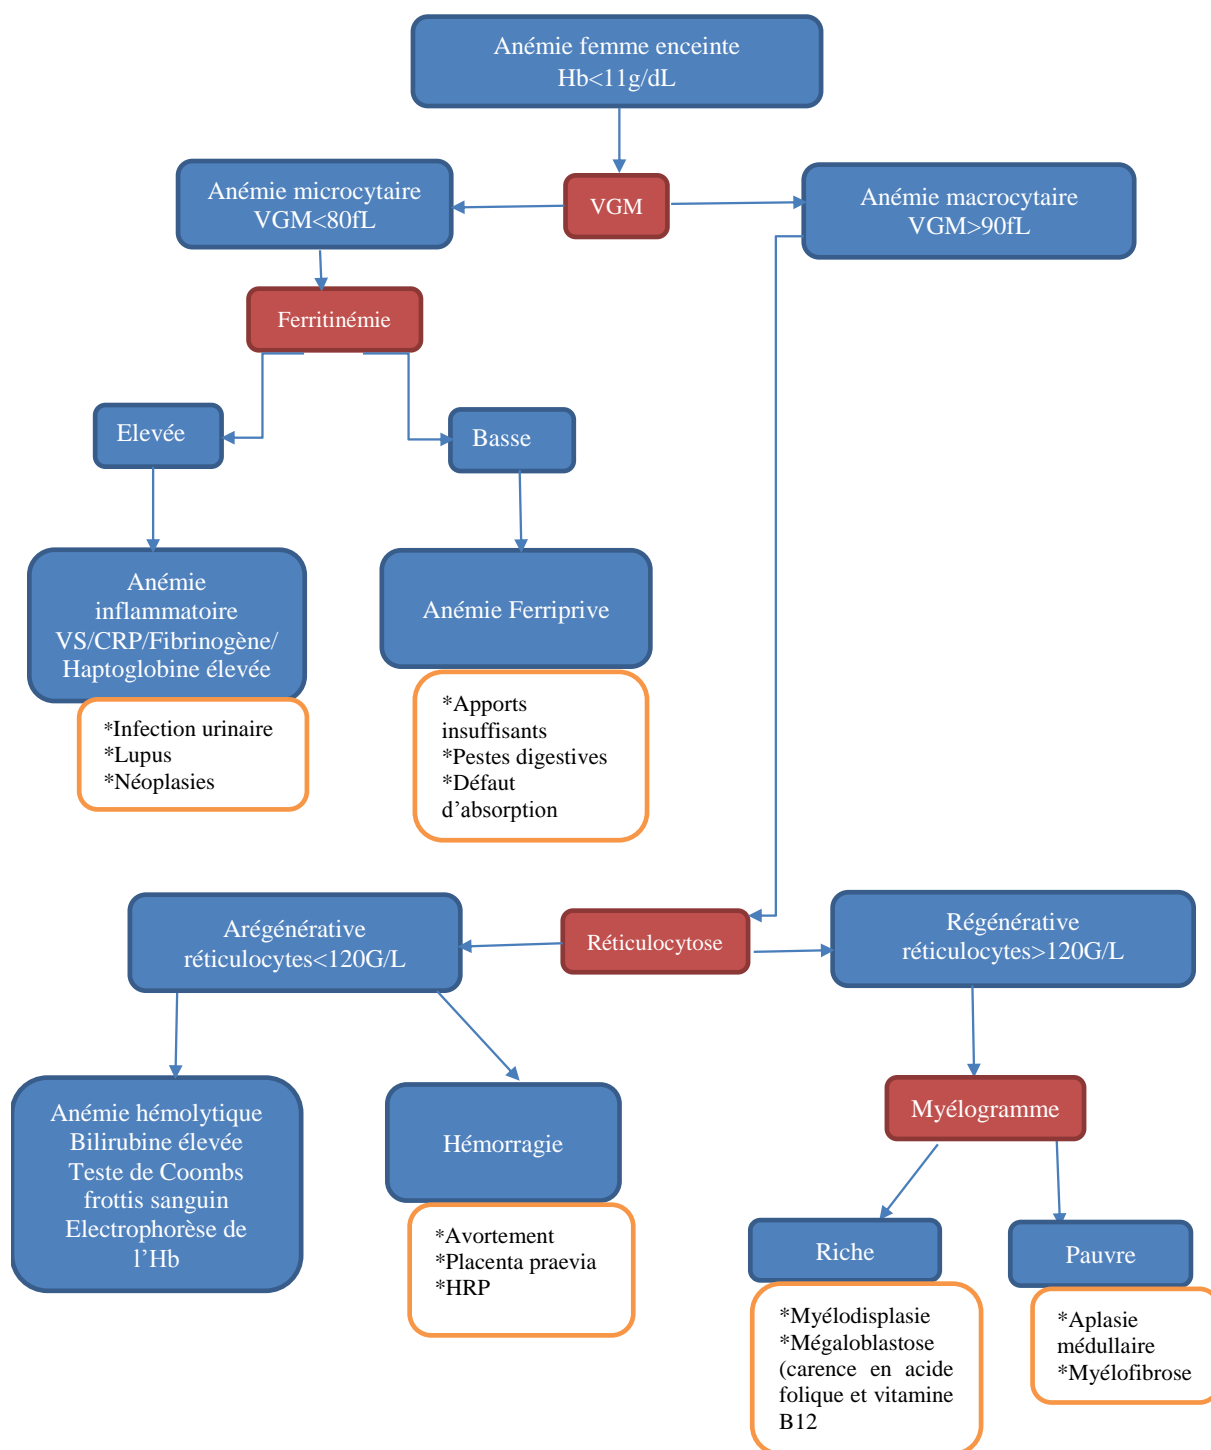 Anémie femme enceinte
Hb<11g/dL
Anémie microcytaire
VGM<80fL
VGM
Anémie macrocytaire
VGM>90fL
Ferritinémie
Elevée
Basse
Anémie
inflammatoire
VS/CRP/Fibrinogène/
Haptoglobine élevée
Anémie Ferriprive
*Infection urinaire
*Lupus
*Néoplasies
*Apports
insuffisants
*Pestes digestives
*Défaut
d’absorption
Arégénérative
réticulocytes<120G/L
Réticulocytose
Régénérative
réticulocytes>120G/L
Anémie hémolytique
Bilirubine élevée
Teste de Coombs
frottis sanguin
Electrophorèse de
l’Hb
Hémorragie
*Avortement
*Placenta praevia
*HRP
Myélogramme
Riche
Pauvre
*Myélodisplasie
*Mégaloblastose
(carence en acide
folique et vitamine
B12
*Aplasie
médullaire
*Myélofibrose